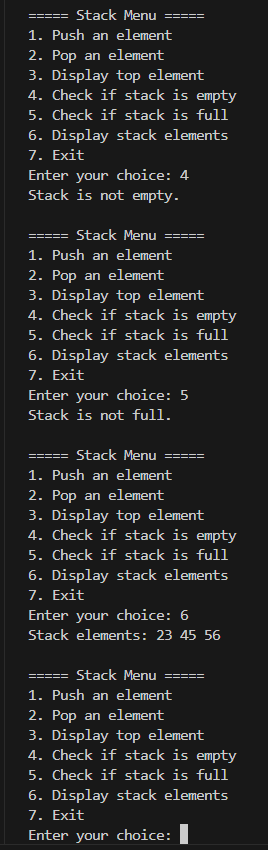 ===== Stack Menu =====
1. Push an element
2. Pop an element
3. Display top element
4. Check if stack is empty
5. Check if stack is full
6. Display stack elements
7. Exit
Enter your choice: 4
Stack is not empty.

===== Stack Menu =====
1. Push an element
2. Pop an element
3. Display top element
4. Check if stack is empty
5. Check if stack is full
6. Display stack elements
7. Exit
Enter your choice: 5
Stack is not full.

===== Stack Menu =====
1. Push an element
2. Pop an element
3. Display top element
4. Check if stack is empty
5. Check if stack is full
6. Display stack elements
7. Exit
Enter your choice: 6
Stack elements: 23 45 56

===== Stack Menu =====
1. Push an element
2. Pop an element
3. Display top element
4. Check if stack is empty
5. Check if stack is full
6. Display stack elements
7. Exit
Enter your choice: